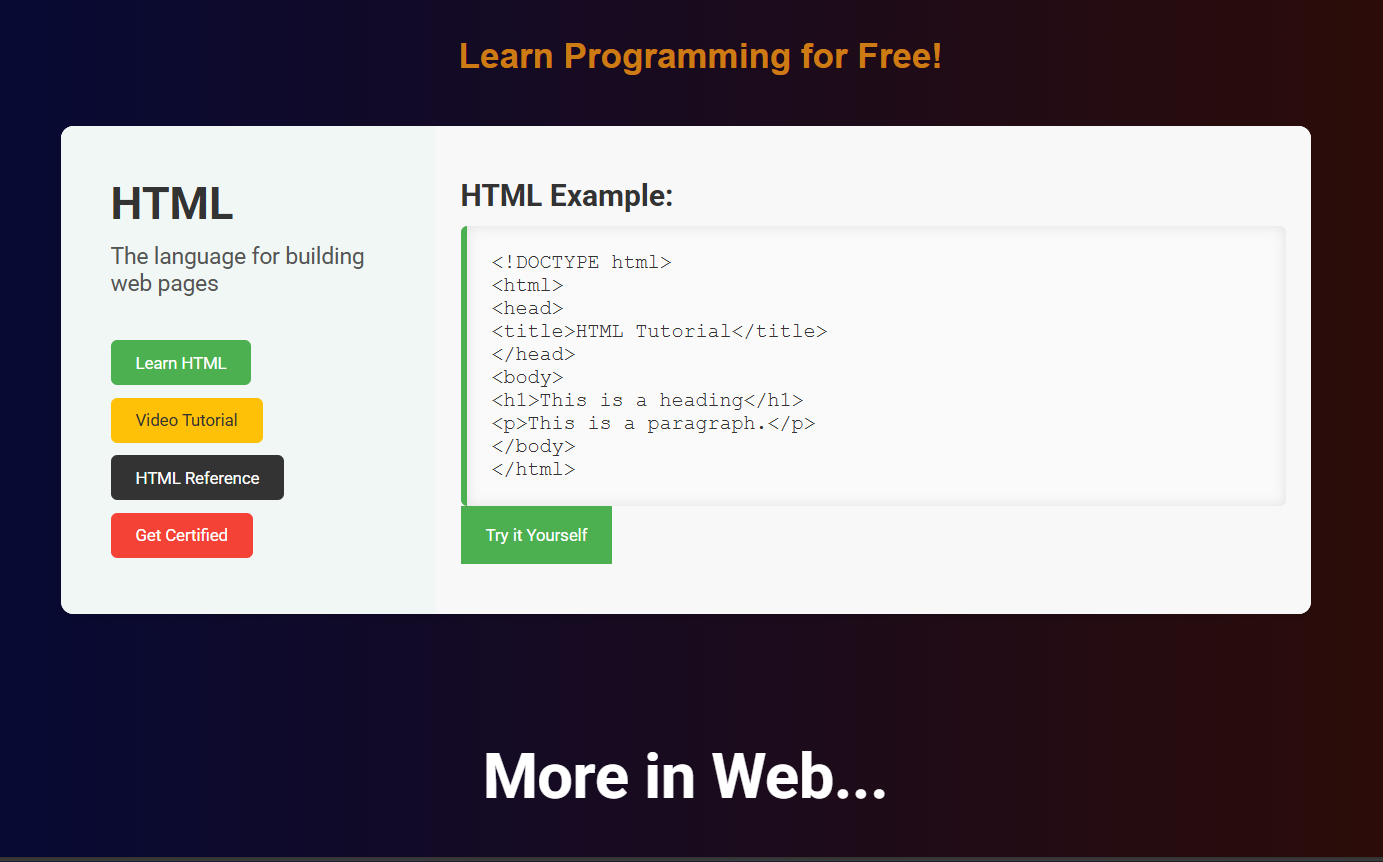 Learn Programming for Free!
HTML
The language for building
web pages
Learn HTML
Video Tutorial
HTML Reference
Get Certified
HTML Example:
<!DOCTYPE html>
<html>
<head>
<title>HTML Tutorial</title>
</head>
<body>
<h1>This is a heading</h1>
<p>This is a paragraph.</p>
</body>
</html>
Try it Yourself
More in Web...